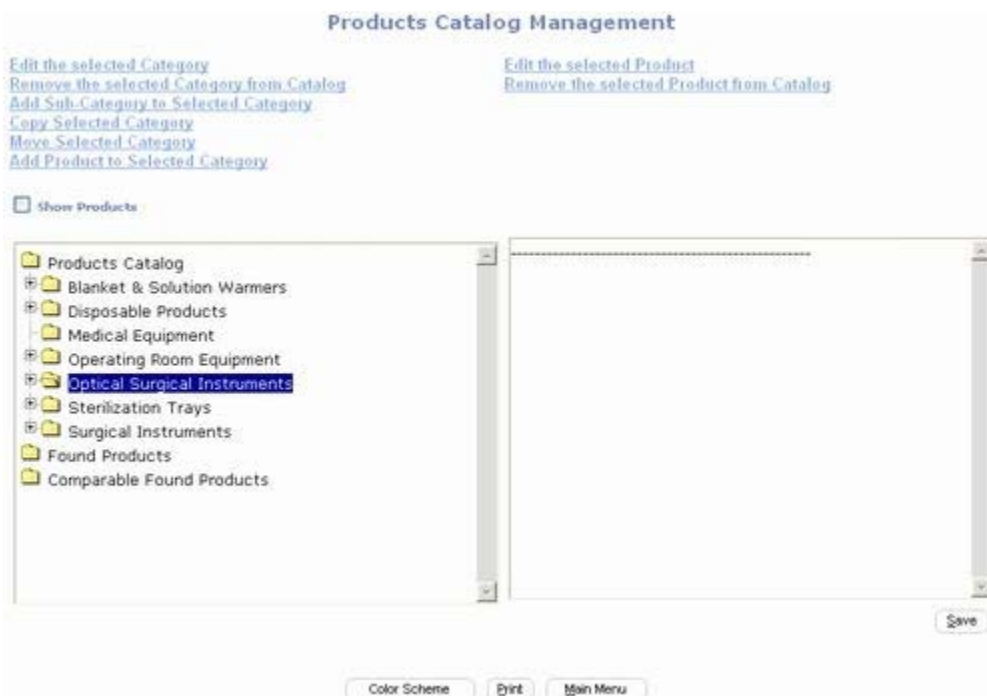 Products Catalog Management
Edit the selected Category
Remove the selected Category from Catalog
Add Sub-Category to Selected Category
Copy Selected Category
Move Selected Category
Add Product to Selected Category
Edit the selected Product
Remove the selected Product from Catalog
Show Products
Products Catalog
Blanket & Solution Warmers
Disposable Products
Medical Equipment
Operating Room Equipment
Optical Surgical Instruments
Sterilization Trays
Surgical Instruments
Found Products
Comparable Found Products
Save
Color Scheme
Print
Main Menu